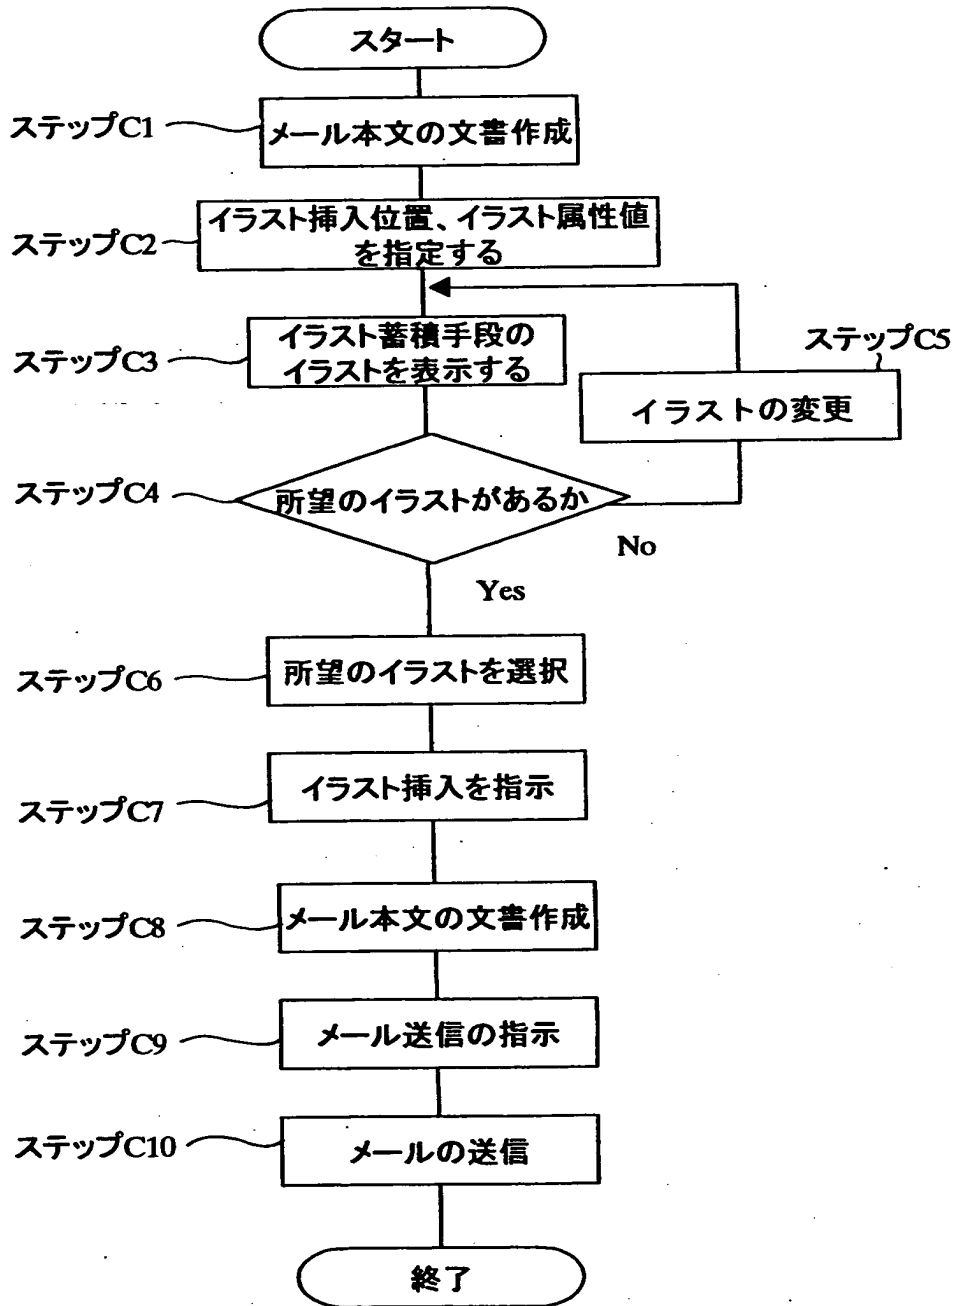 スタート
ステップC1
メール本文の文書作成
ステップC2
イラスト挿入位置、イラスト属性値
を指定する
ステップC3
イラスト蓄積手段の
イラストを表示する
ステップC5
イラストの変更
ステップC4
所望のイラストがあるか
No
Yes
ステップC6
所望のイラストを選択
ステップC7
イラスト挿入を指示
ステップC8
メール本文の文書作成
ステップC9
メール送信の指示
ステップC10
メールの送信
終了